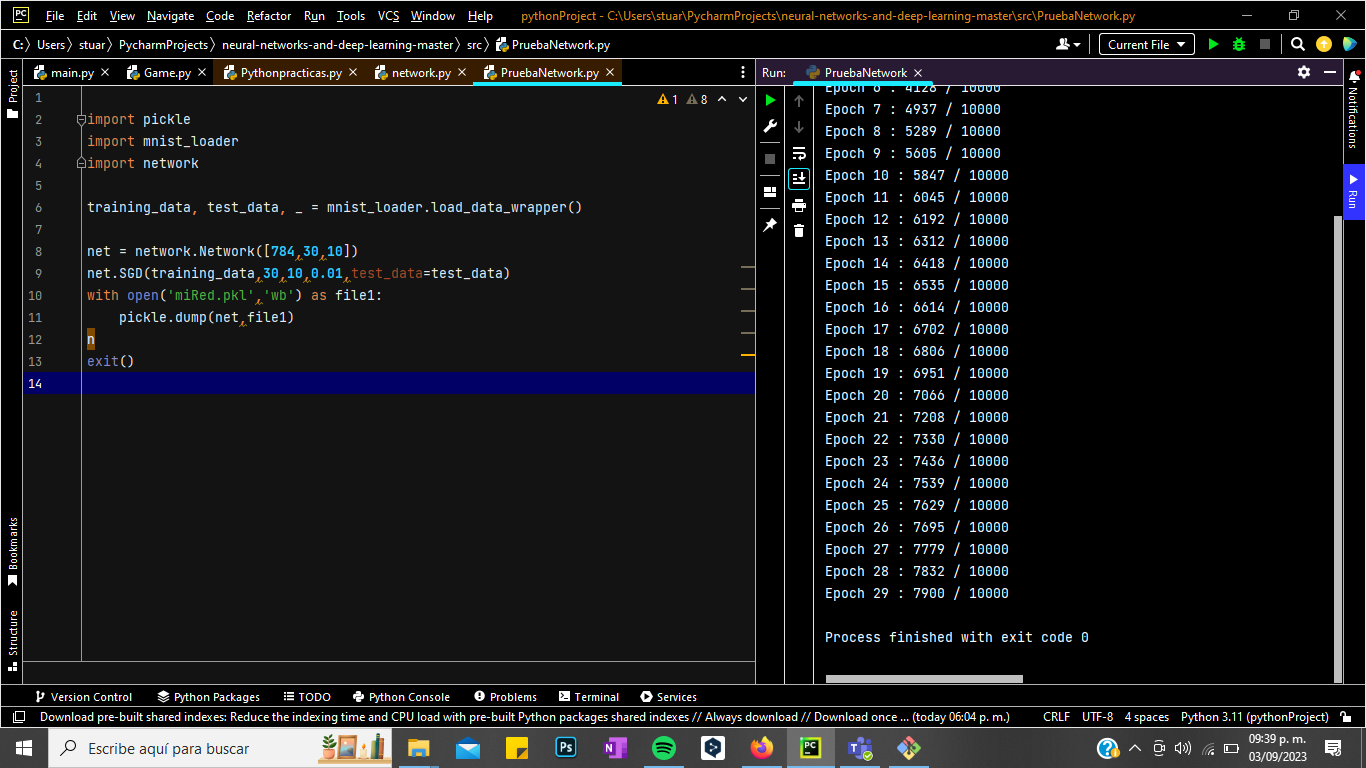 PC File Edit View Navigate Code Refactor Run Tools VCS Window Help pythonProject - C:\Users\stuar\PycharmProjects\neural-networks-and-deep-learning-master\src\PruebaNetwork.py
C: Users stuar PycharmProjects neural-networks-and-deep-learning-master src PruebaNetwork.py Current File
main.py Game.py Pythonpracticas.py network.py PruebaNetwork.py
Run: PruebaNetwork
Project
Bookmarks
Structure
Notifications
Run
1 8
1
2 import pickle
3 import mnist_loader
4 import network
5
6 training_data, test_data, _ = mnist_loader.load_data_wrapper()
7
8 net = network.Network([784,30,10])
9 net.SGD(training_data,30,10,0.01,test_data=test_data)
10 with open('miRed.pkl','wb') as file1:
11 pickle.dump(net,file1)
12 n
13 exit()
14
Epoch 6 : 4128 / 10000
Epoch 7 : 4937 / 10000
Epoch 8 : 5289 / 10000
Epoch 9 : 5605 / 10000
Epoch 10 : 5847 / 10000
Epoch 11 : 6045 / 10000
Epoch 12 : 6192 / 10000
Epoch 13 : 6312 / 10000
Epoch 14 : 6418 / 10000
Epoch 15 : 6535 / 10000
Epoch 16 : 6614 / 10000
Epoch 17 : 6702 / 10000
Epoch 18 : 6806 / 10000
Epoch 19 : 6951 / 10000
Epoch 20 : 7066 / 10000
Epoch 21 : 7208 / 10000
Epoch 22 : 7330 / 10000
Epoch 23 : 7436 / 10000
Epoch 24 : 7539 / 10000
Epoch 25 : 7629 / 10000
Epoch 26 : 7695 / 10000
Epoch 27 : 7779 / 10000
Epoch 28 : 7832 / 10000
Epoch 29 : 7900 / 10000
Process finished with exit code 0
Version Control Python Packages TODO Python Console Problems Terminal Services
Download pre-built shared indexes: Reduce the indexing time and CPU load with pre-built Python packages shared indexes // Always download // Download once ... (today 06:04 p. m.) CRLF UTF-8 4 spaces Python 3.11 (pythonProject)
Escribe aquí para buscar
Ps
N
PC
09:39 p. m.
03/09/2023